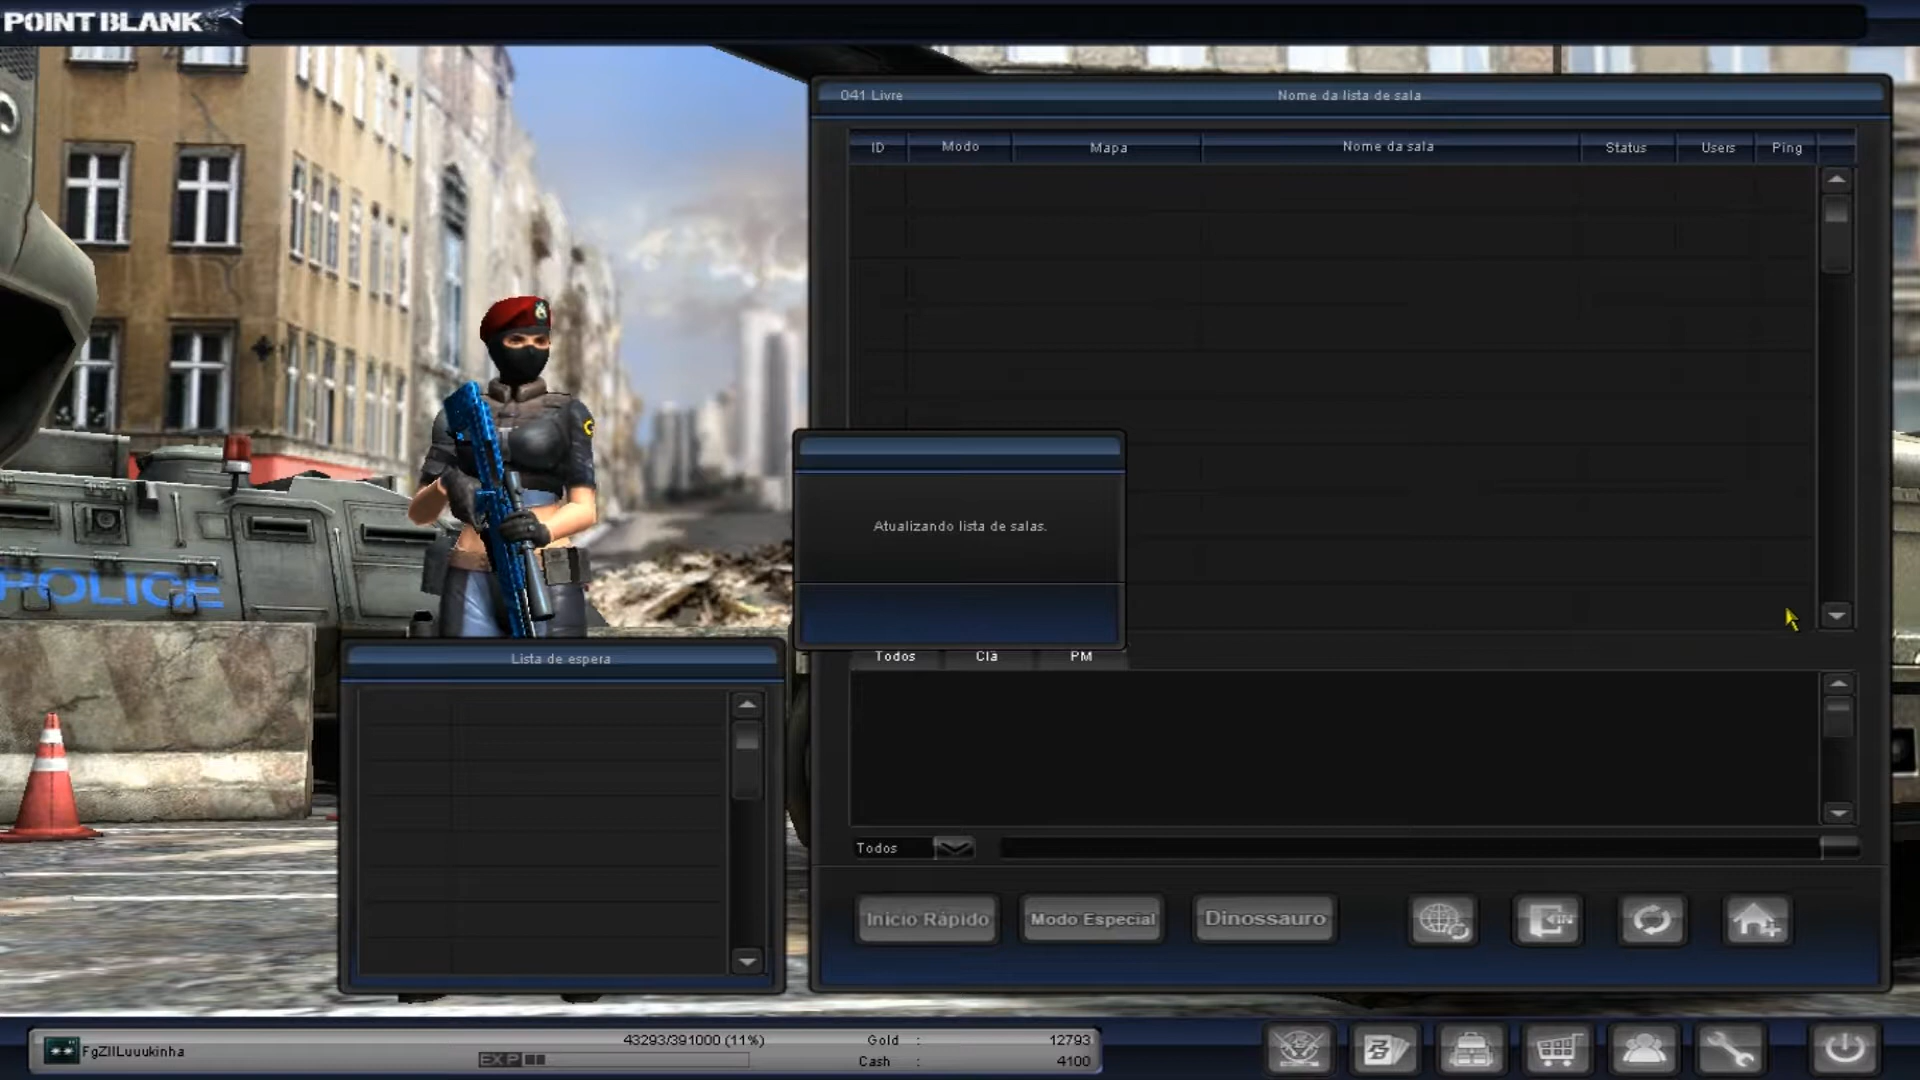 POINT BLANK
041 Livre
Nome da lista de sala
ID Modo Mapa Nome da sala Status Users Ping
Atualizando lista de salas.
POLICE
Todos Clã PM
Lista de espera
Todos
Início Rápido
Modo Especial
Dinossauro
IN
FgZIILuuukinha
43293/391000 (11%)
EXP
Gold : 12793
Cash : 4100